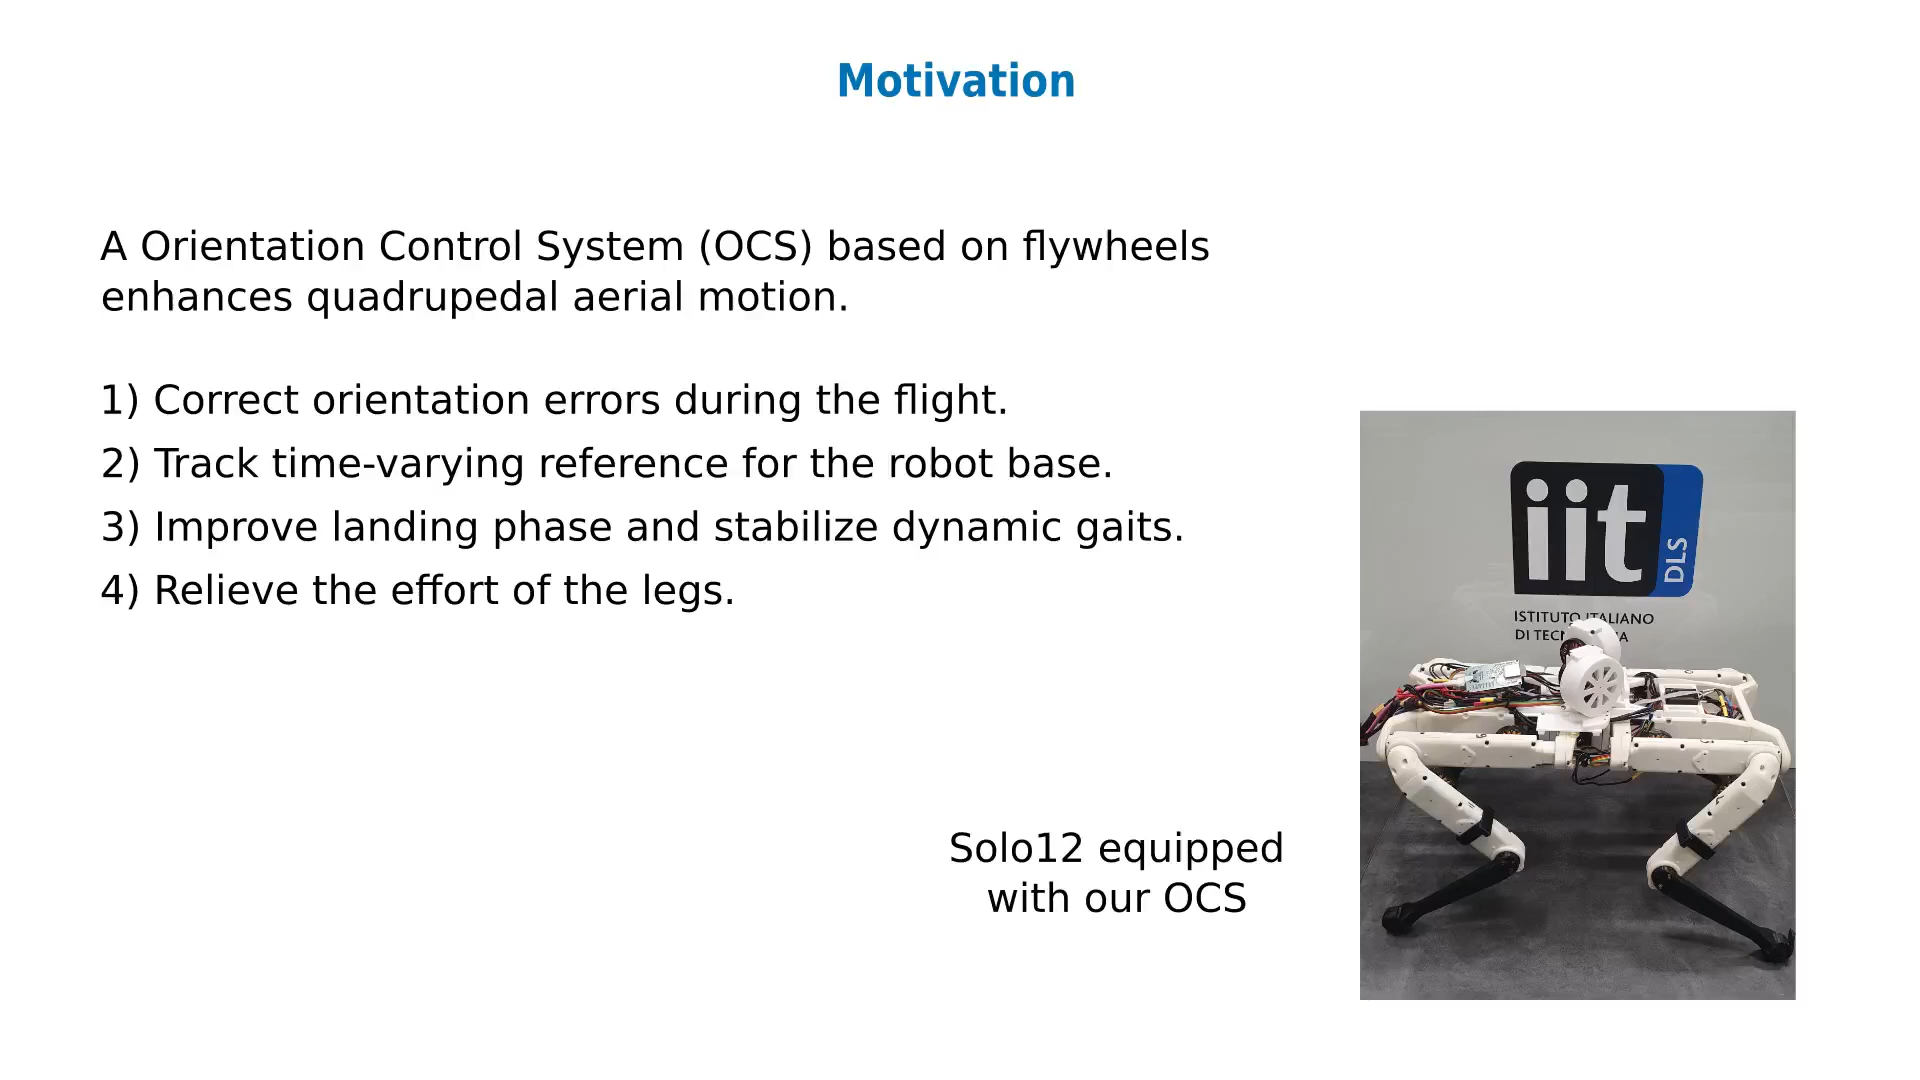 Motivation
A Orientation Control System (OCS) based on flywheels
enhances quadrupedal aerial motion.
1) Correct orientation errors during the flight.
2) Track time-varying reference for the robot base.
3) Improve landing phase and stabilize dynamic gaits.
4) Relieve the effort of the legs.
iit
DLS
ISTITUTO ITALIANO
DI
Solo12 equipped
with our OCS